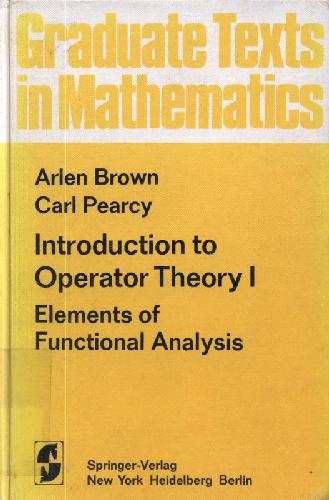 Graduate Texts
in Mathematics
Arlen Brown
Carl Pearcy
Introduction to
Operator Theory I
Elements of
Functional Analysis
Springer-Verlag
New York Heidelberg Berlin